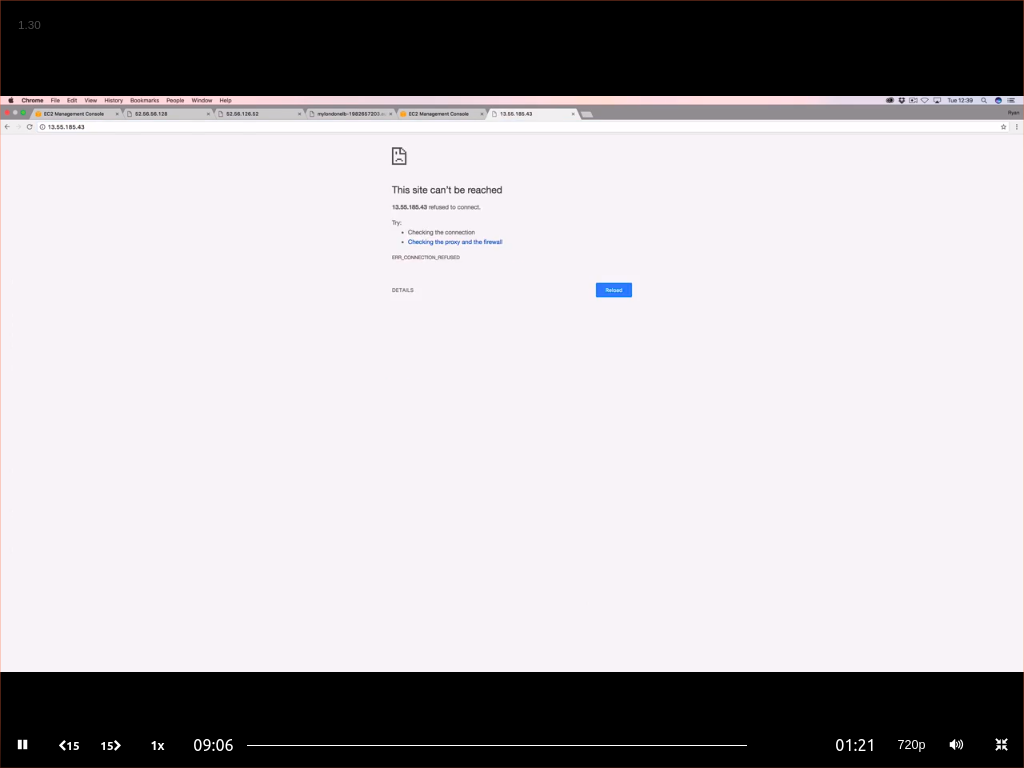 1.30
Chrome File Edit View History Bookmarks People Window Help Tue 12:39
EC2 Management Console 52.56.58.128 52.56.126.52 EC2 Management Console 13.55.185.43 Ryan
13.55.185.43
This site can't be reached
13.55.185.43 refused to connect.
Try:
• Checking the connection
• Checking the proxy and the firewall
ERR_CONNECTION_REFUSED
DETAILS Reload
15 15 1x 09:06 01:21 720p